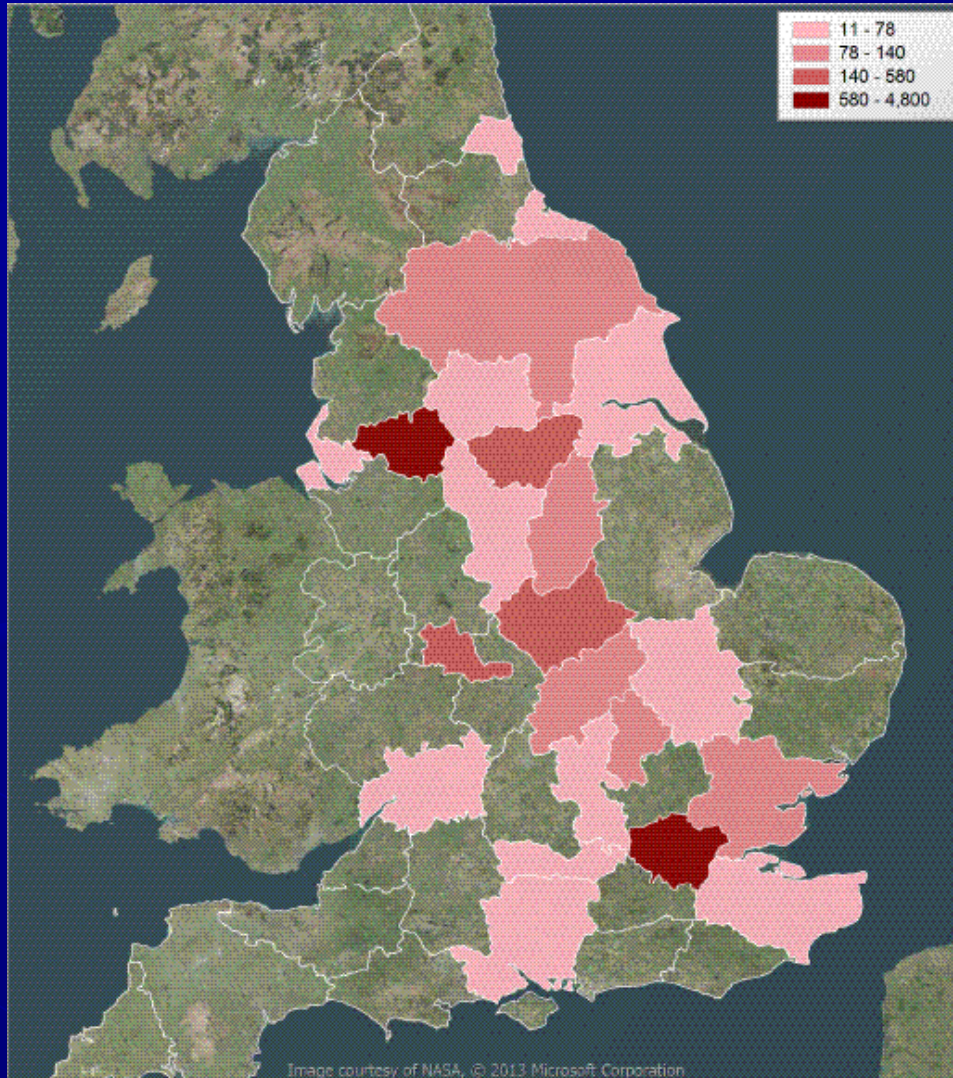 11 - 78
78 - 140
140 - 580
580 - 4,800
Image courtesy of NASA, © 2013 Microsoft Corporation